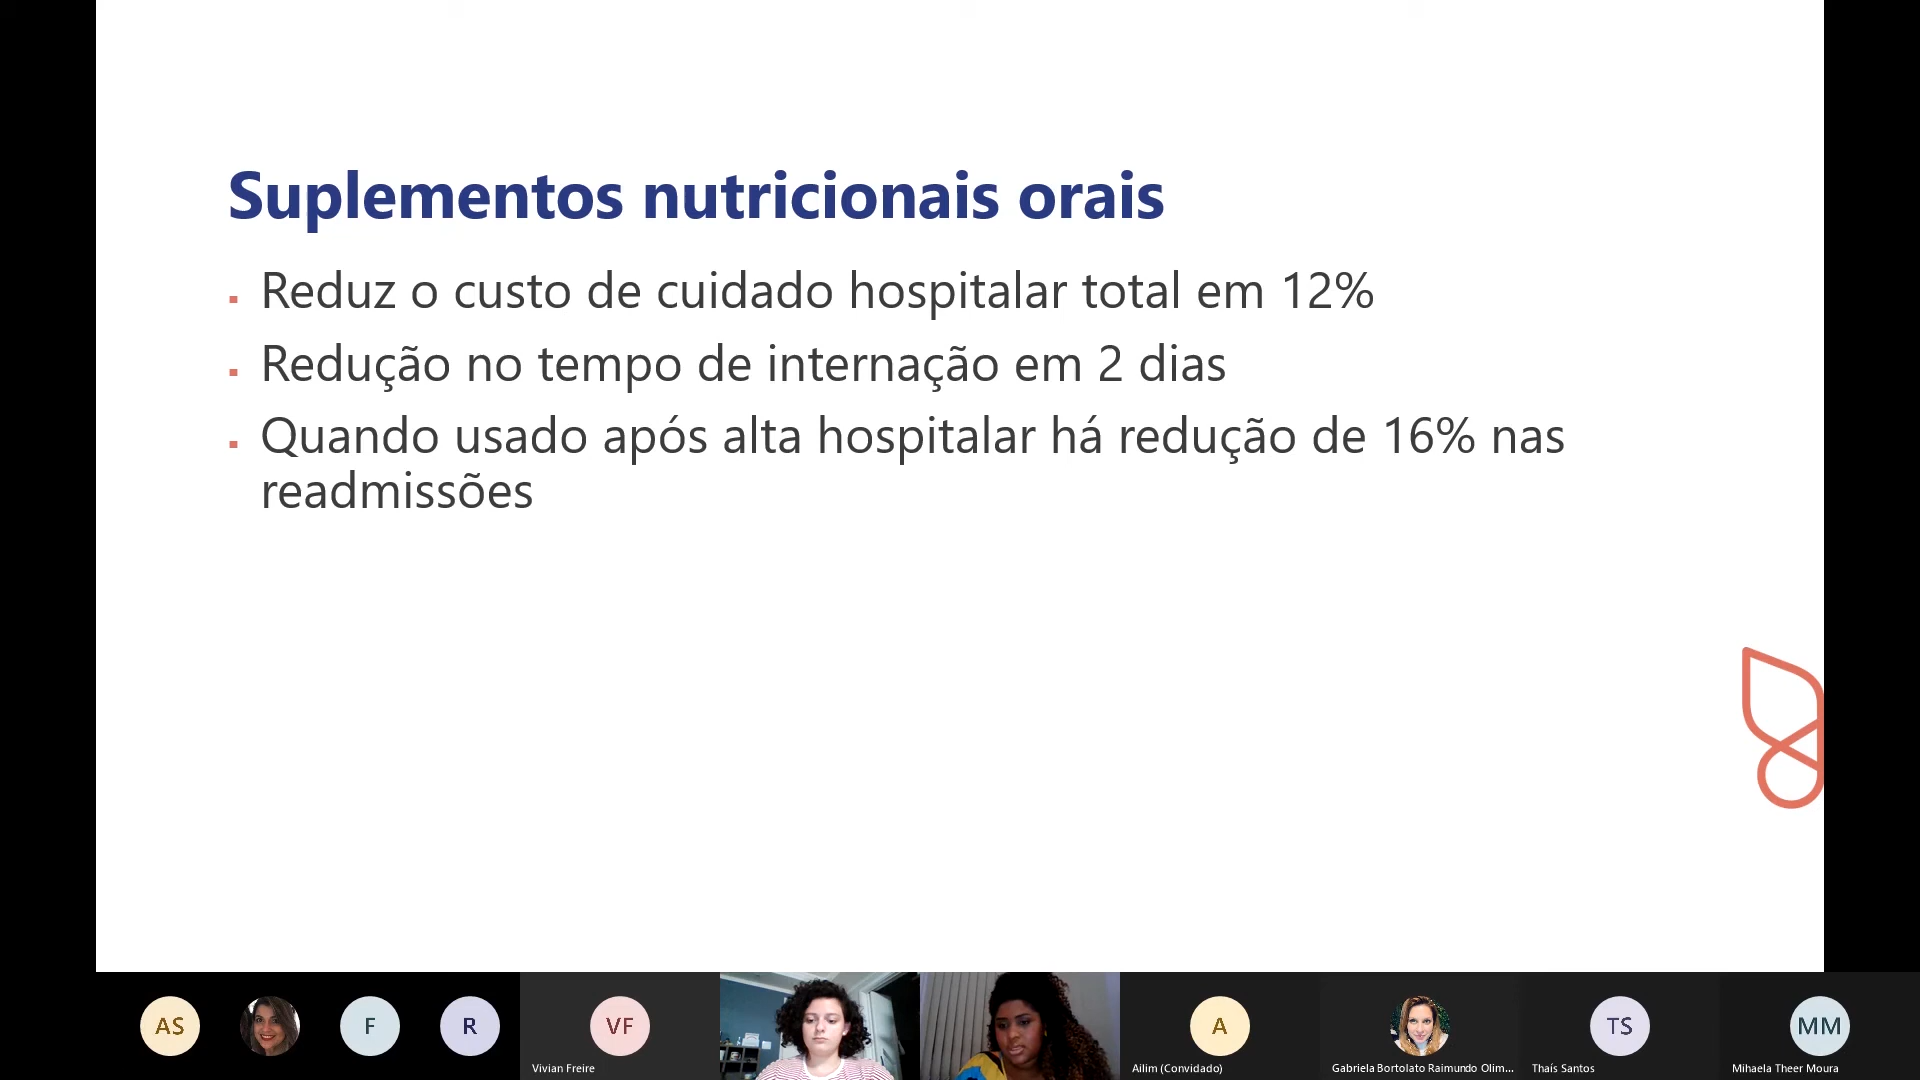 Suplementos nutricionais orais
▪ Reduz o custo de cuidado hospitalar total em 12%
▪ Redução no tempo de internação em 2 dias
▪ Quando usado após alta hospitalar há redução de 16% nas
readmissões
AS
F
R
VF
A
TS
MM
Vivian Freire
Ailim (Convidado)
Gabriela Bortolato Raimundo Olim...
Thaís Santos
Mihaela Theer Moura